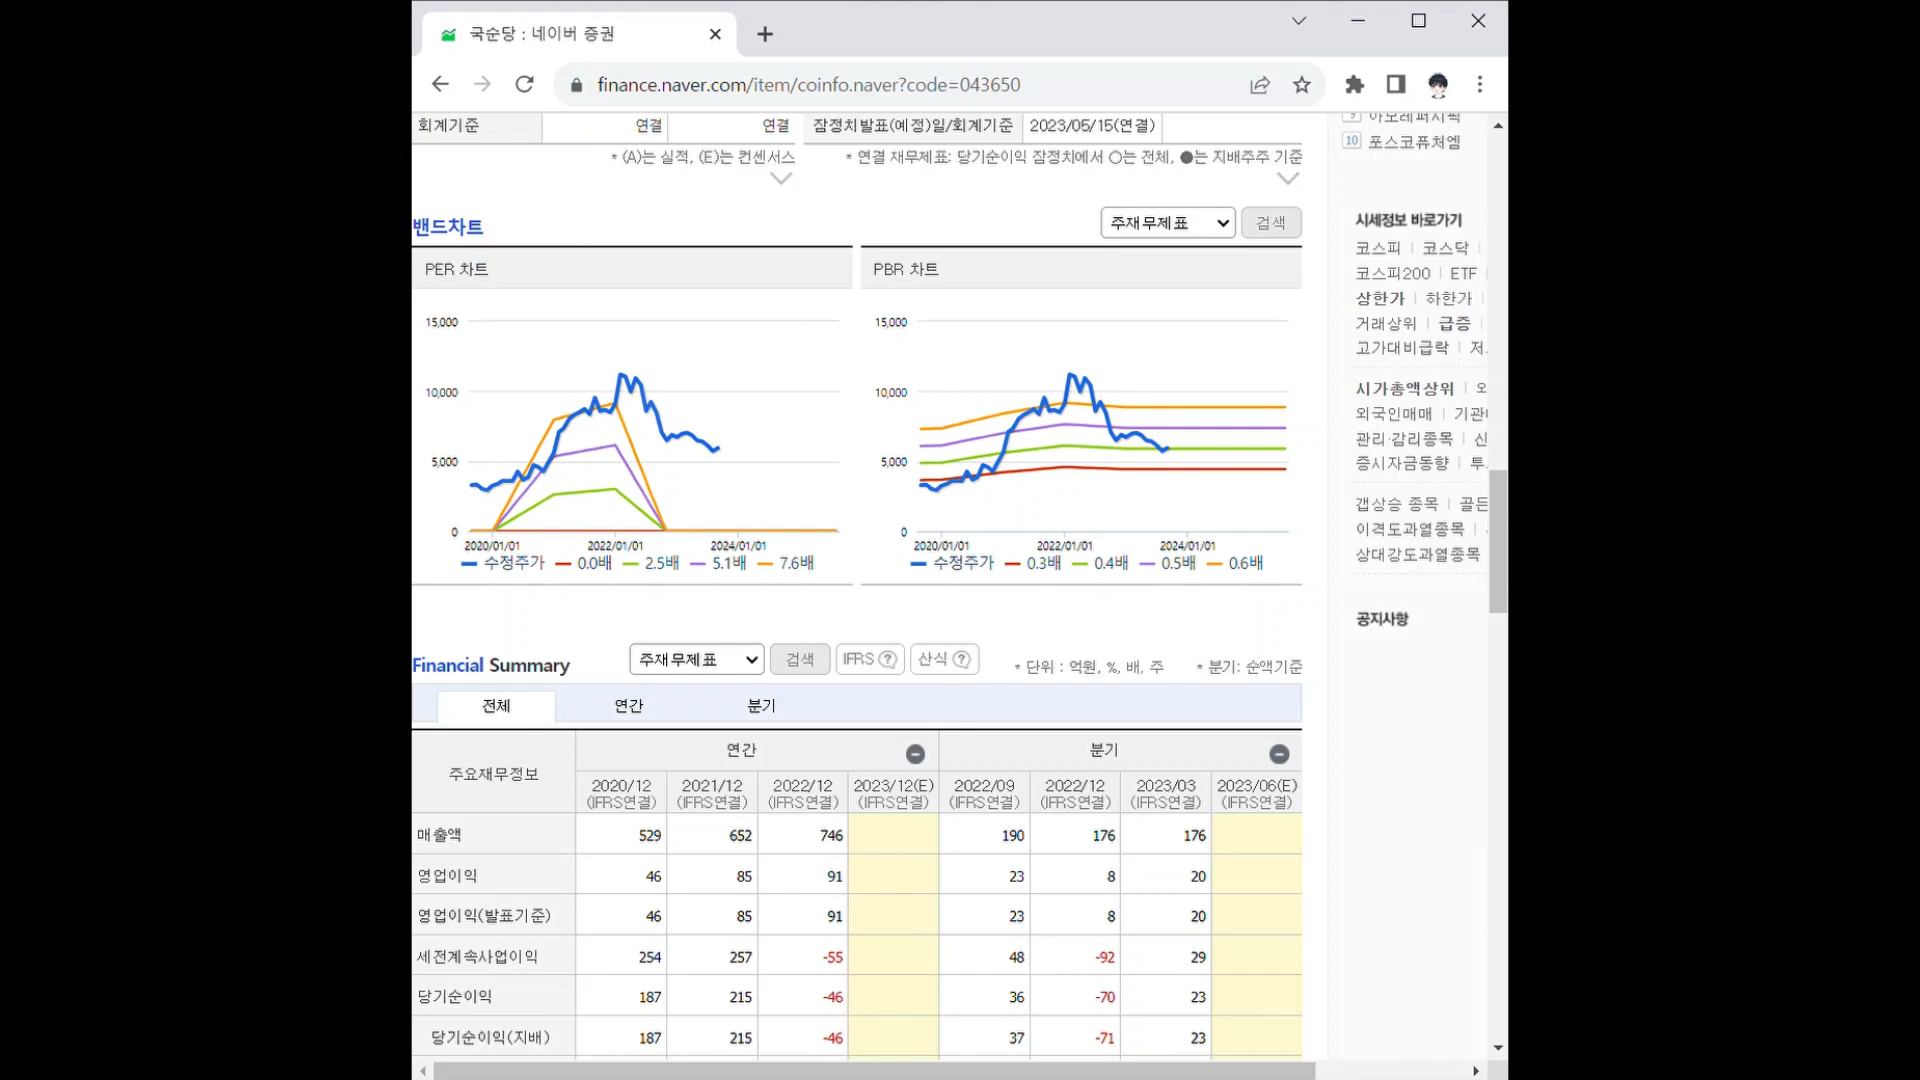 국순당 : 네이버 증권
finance.naver.com/item/coinfo.naver?code=043650
회계기준 연결 연결 잠정치발표(예정)일/회계기준 2023/05/15(연결)
* (A)는 실적, (E)는 컨센서스 * 연결 재무제표: 당기순이익 잠정치에서 ○는 전체, ●는 지배주주 기준
밴드차트 주재무제표 검색
PER 차트 PBR 차트
15,000
10,000
5,000
0
2020/01/01 2022/01/01 2024/01/01
수정주가 0.0배 2.5배 5.1배 7.6배
15,000
10,000
5,000
0
2020/01/01 2022/01/01 2024/01/01
수정주가 0.3배 0.4배 0.5배 0.6배
Financial Summary 주재무제표 검색 IFRS ? 산식 ? * 단위 : 억원, %, 배, 주 * 분기: 순액기준
전체 연간 분기
주요재무정보 연간 분기
2020/12 2021/12 2022/12 2023/12(E) 2022/09 2022/12 2023/03 2023/06(E)
(IFRS연결) (IFRS연결) (IFRS연결) (IFRS연결) (IFRS연결) (IFRS연결) (IFRS연결) (IFRS연결)
매출액 529 652 746 190 176 176
영업이익 46 85 91 23 8 20
영업이익(발표기준) 46 85 91 23 8 20
세전계속사업이익 254 257 -55 48 -92 29
당기순이익 187 215 -46 36 -70 23
당기순이익(지배) 187 215 -46 37 -71 23
9 아모레퍼시픽
10 포스코퓨처엠
시세정보 바로가기
코스피 코스닥
코스피200 ETF
상한가 하한가
거래상위 급증
고가대비급락 저
시가총액상위
외국인매매 기관
관리·감리종목 신
증시자금동향 투
갭상승 종목 골든
이격도과열종목
상대강도과열종목
공지사항